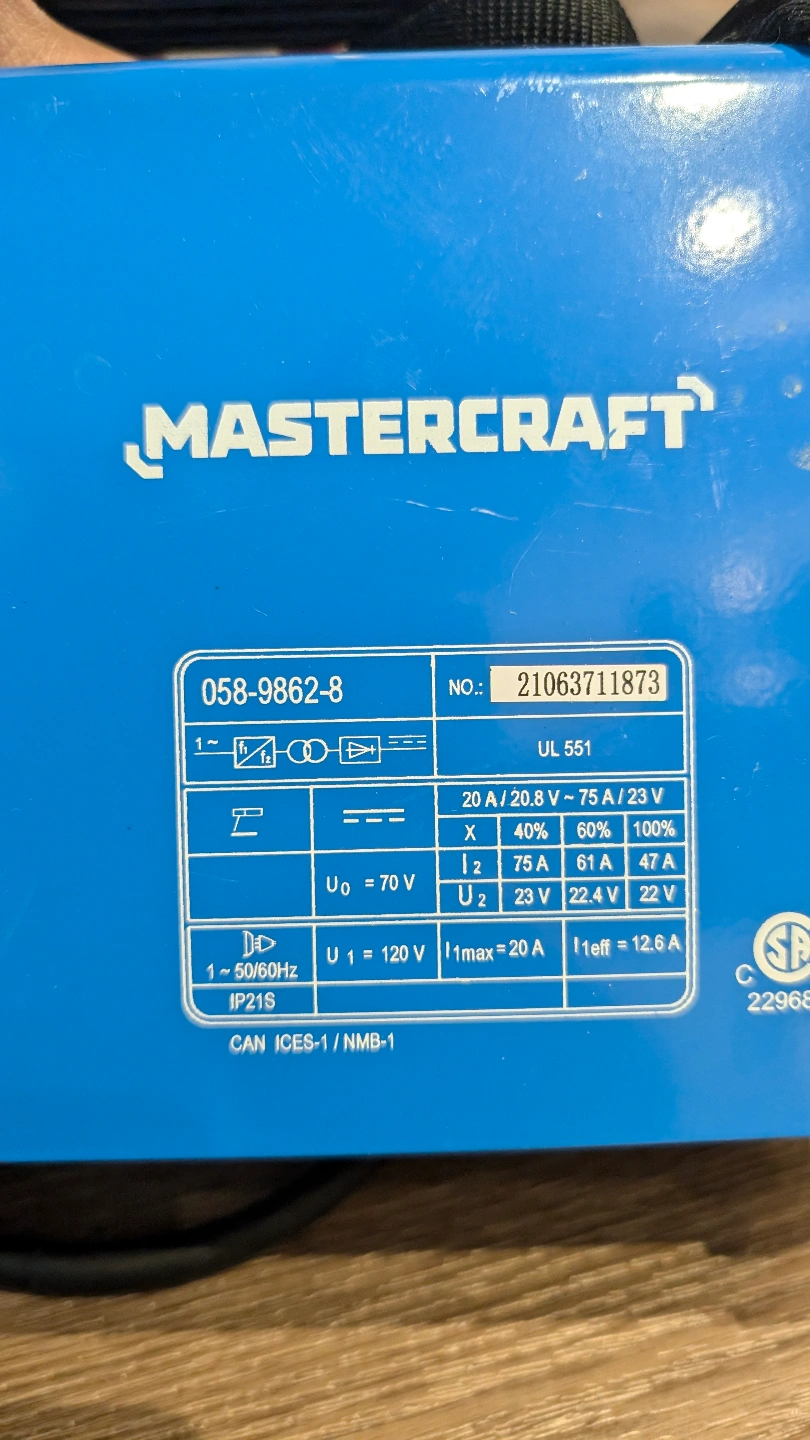 MASTERCRAFT
058-9862-8
NO.: 21063711873
1~ f1 f2
UL 551
20 A / 20.8 V ~ 75 A / 23 V
X 40% 60% 100%
I2 75 A 61 A 47 A
U0 = 70 V
U2 23 V 22.4 V 22 V
1 ~ 50/60Hz
U1 = 120 V
I1max = 20 A
I1eff = 12.6 A
IP21S
CAN ICES-1 / NMB-1
C SA
22968